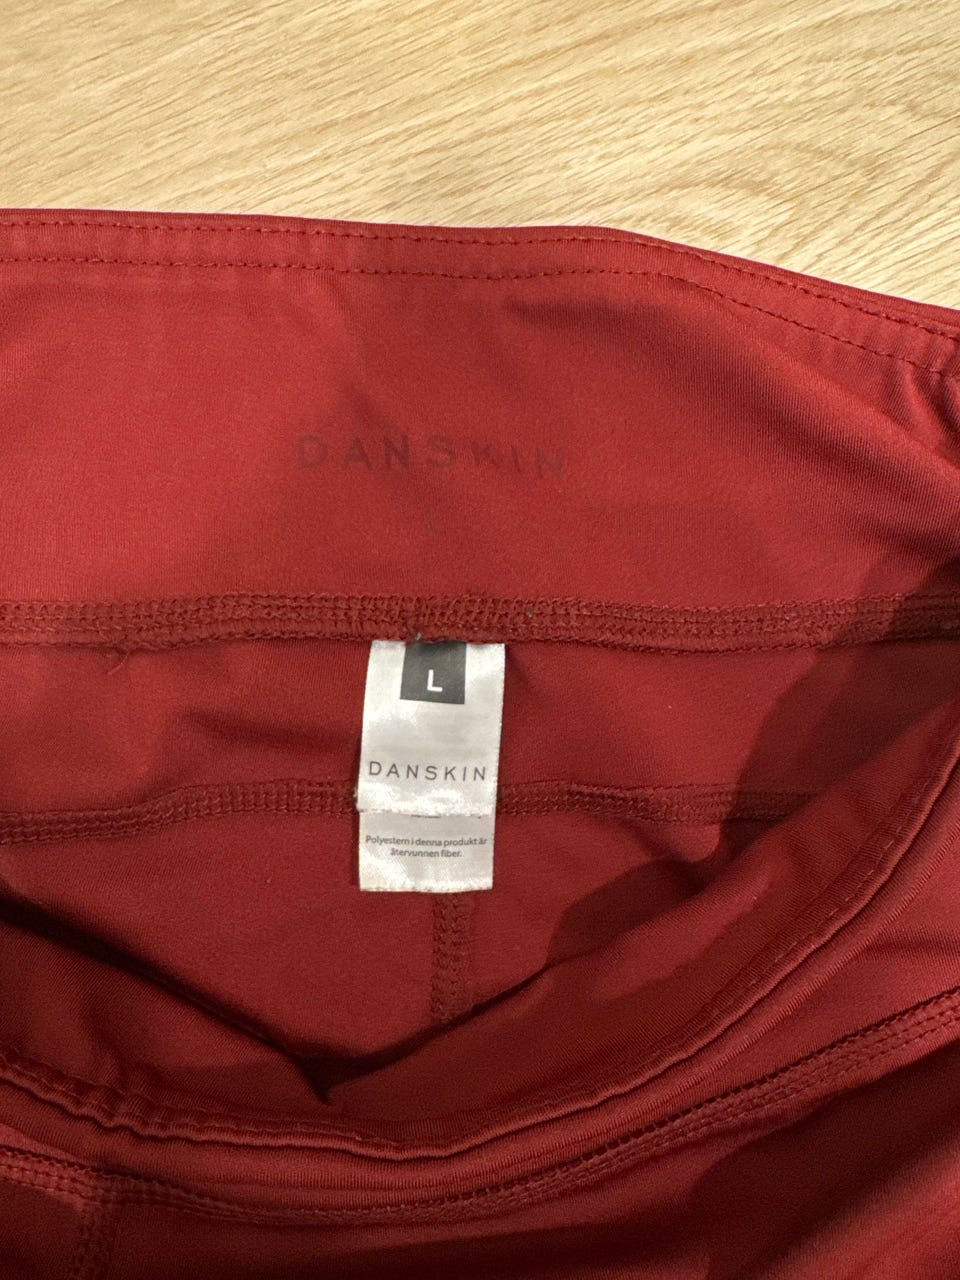 DANSKIN
L
DANSKIN
Polyestern i denna produkt är
återvunnen fiber.